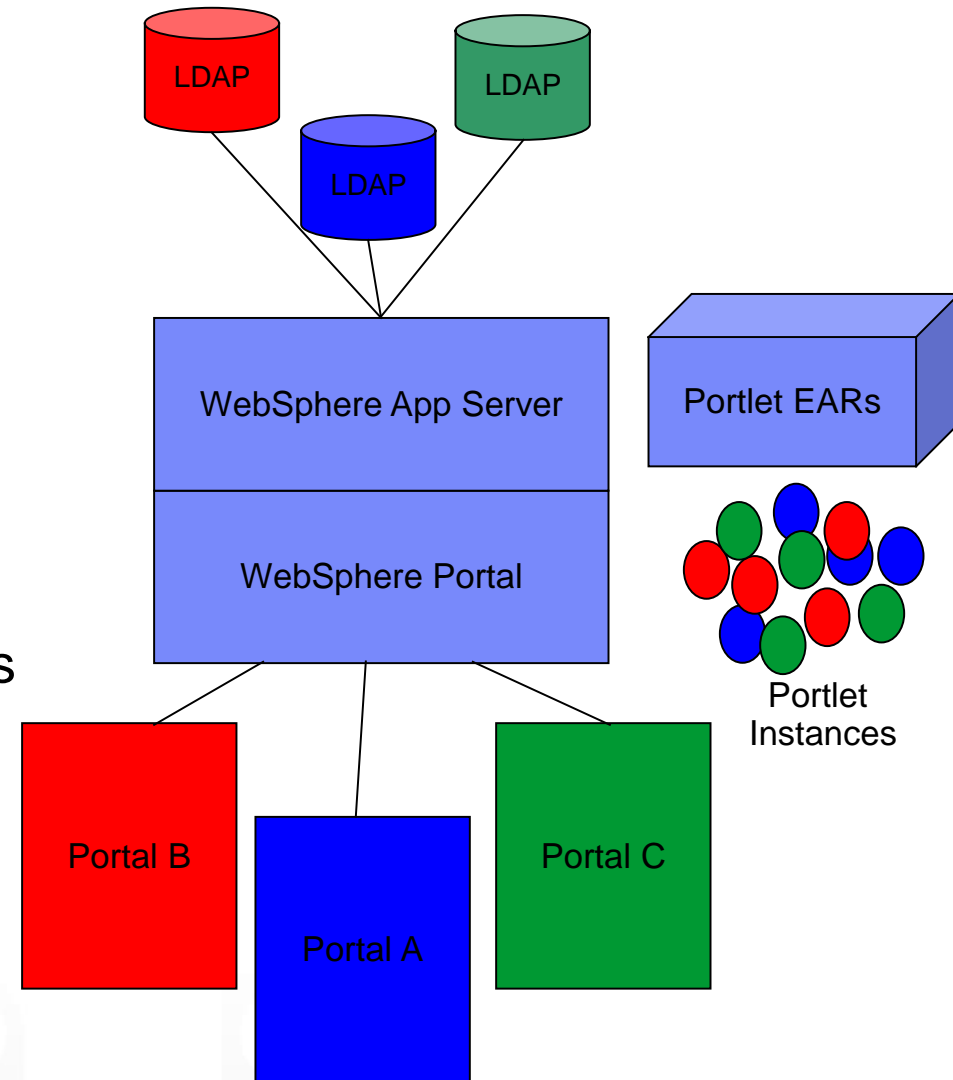 LDAP
LDAP
LDAP
WebSphere App Server
Portlet EARs
WebSphere Portal
s
Portlet
Instances
Portal B
Portal C
Portal A